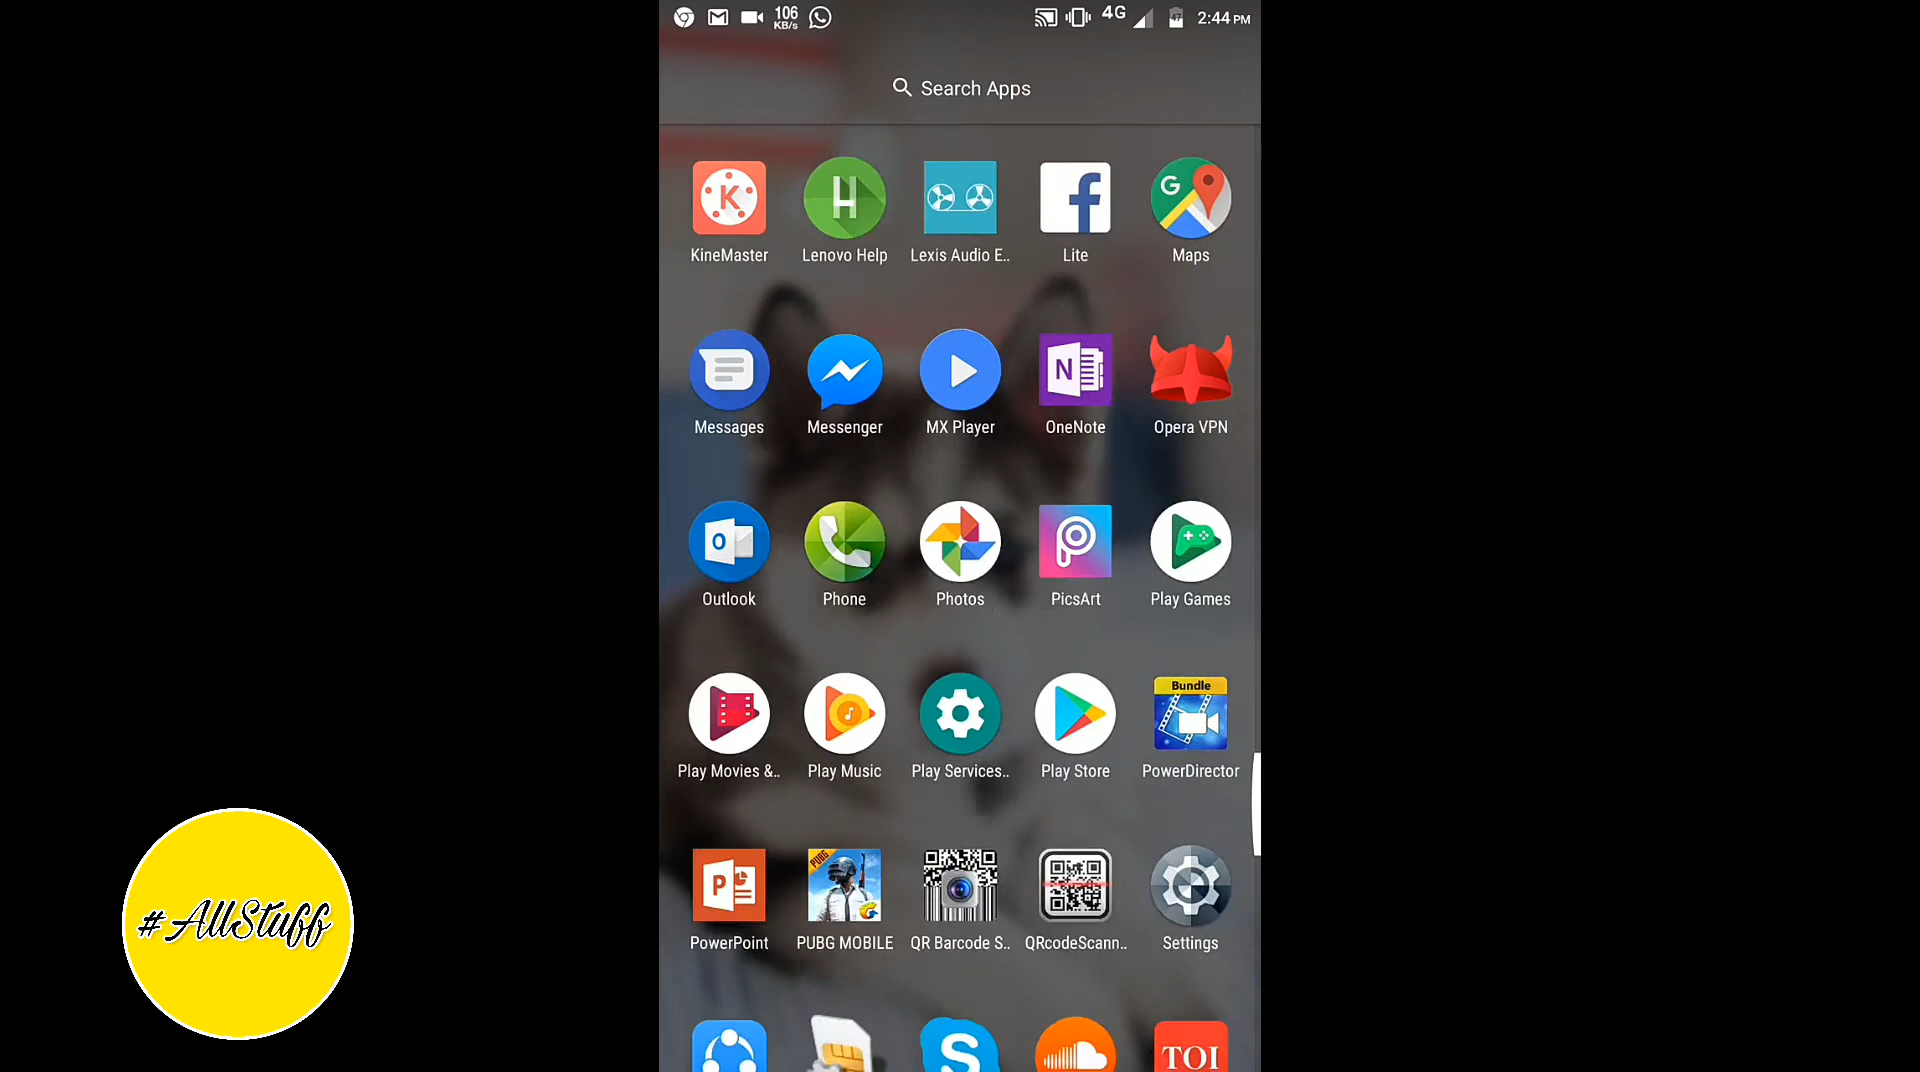 106
KB/s
4G
47
2:44 PM
Search Apps
K
H
f
G
KineMaster
Lenovo Help
Lexis Audio E..
Lite
Maps
N
Messages
Messenger
MX Player
OneNote
Opera VPN
O
P
Outlook
Phone
Photos
PicsArt
Play Games
Bundle
Play Movies &..
Play Music
Play Services..
Play Store
PowerDirector
P
PUBG
PowerPoint
PUBG MOBILE
QR Barcode S..
QRcodeScann..
Settings
#AllStuff
S
TOI